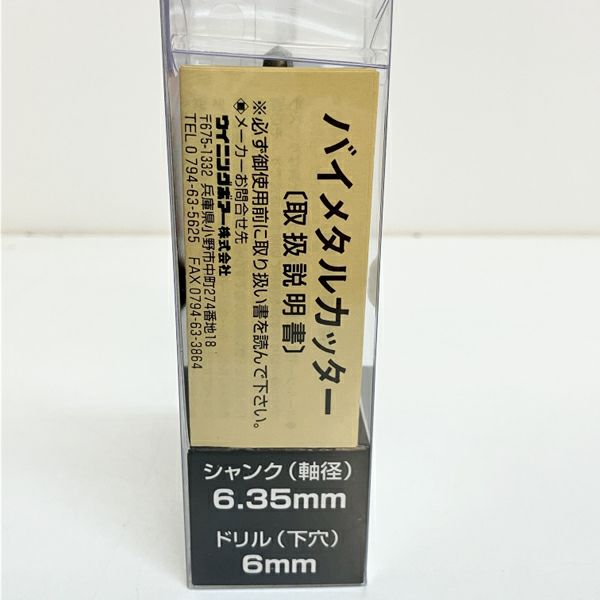 バイメタルカッター
〔取扱説明書〕
※必ず御使用前に取り扱い書を読んで下さい。
◉メーカーお問合せ先
ウイニングボアー株式会社
〒675-1332 兵庫県小野市中町274番地18
TEL 0794-63-5625 FAX 0794-63-3864
シャンク(軸径)
6.35mm
ドリル(下穴)
6mm